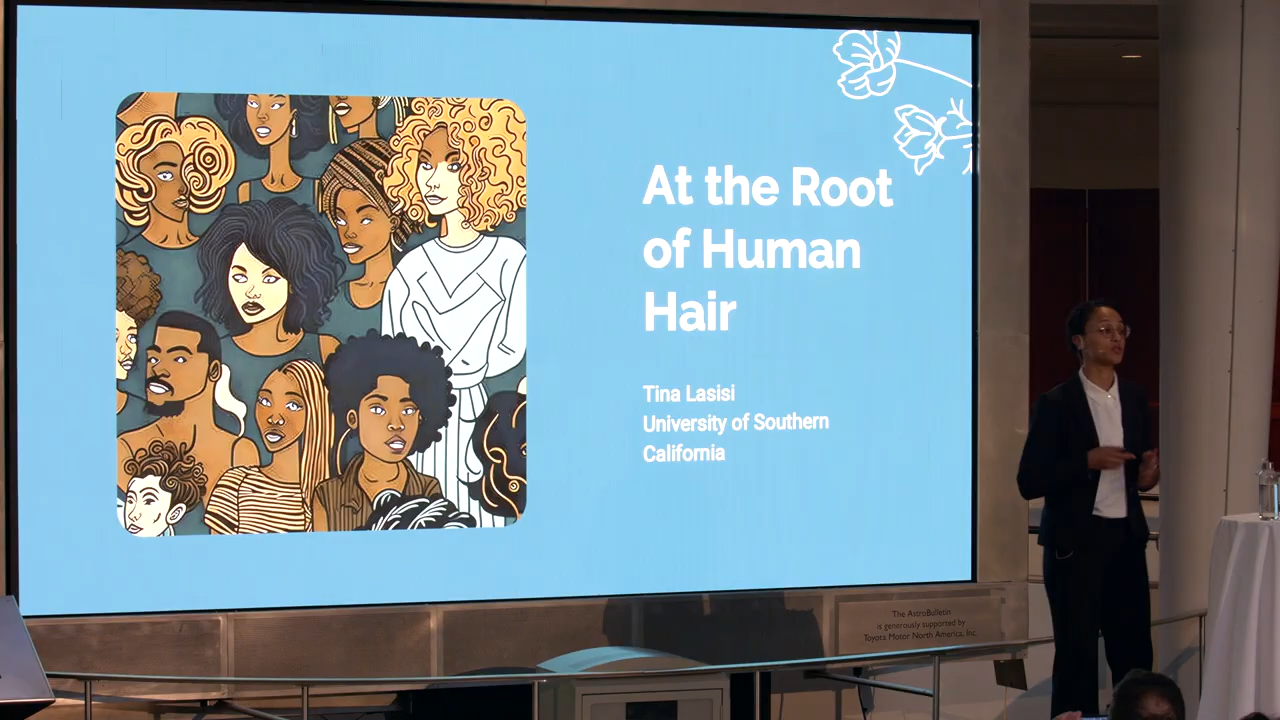 At the Root
of Human
Hair
Tina Lasisi
University of Southern
California
The AstroBulletin
is generously supported by
Toyota Motor North America, Inc.